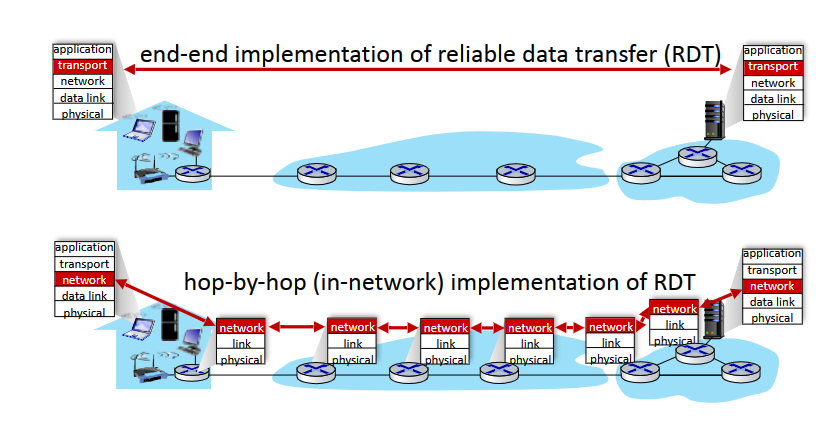 end-end implementation of reliable data transfer (RDT)
application
transport
network
data link
physical
application
transport
network
data link
physical
hop-by-hop (in-network) implementation of RDT
application
transport
network
data link
physical
network
link
physical
network
link
physical
network
link
physical
network
link
physical
network
link
physical
network
link
physical
application
transport
network
data link
physical